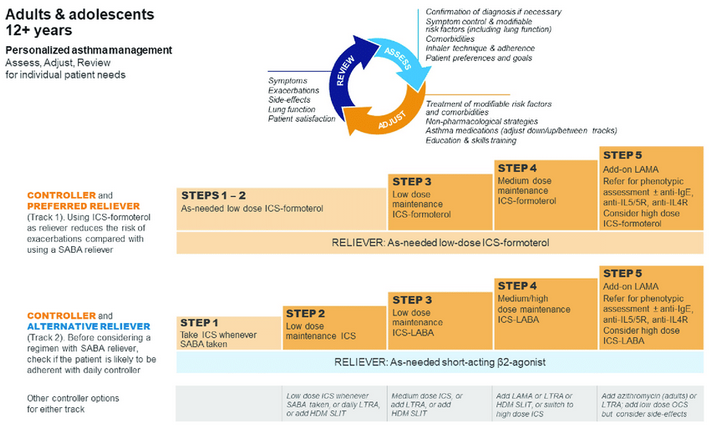 Adults & adolescents
12+ years
Personalized asthma management
Assess, Adjust, Review
for individual patient needs
Confirmation of diagnosis if necessary
Symptom control & modifiable
risk factors (including lung function)
Comorbidities
Inhaler technique & adherence
Patient preferences and goals
REVIEW
ASSESS
ADJUST
Symptoms
Exacerbations
Side-effects
Lung function
Patient satisfaction
Treatment of modifiable risk factors
and comorbidities
Non-pharmacological strategies
Asthma medications (adjust down/up/between tracks)
Education & skills training
CONTROLLER and
PREFERRED RELIEVER
(Track 1). Using ICS-formoterol
as reliever reduces the risk of
exacerbations compared with
using a SABA reliever
STEPS 1 – 2
As-needed low dose ICS-formoterol
STEP 3
Low dose
maintenance
ICS-formoterol
STEP 4
Medium dose
maintenance
ICS-formoterol
STEP 5
Add-on LAMA
Refer for phenotypic
assessment ± anti-IgE,
anti-IL5/5R, anti-IL4R
Consider high dose
ICS-formoterol
RELIEVER: As-needed low-dose ICS-formoterol
CONTROLLER and
ALTERNATIVE RELIEVER
(Track 2). Before considering a
regimen with SABA reliever,
check if the patient is likely to be
adherent with daily controller
STEP 1
Take ICS whenever
SABA taken
STEP 2
Low dose
maintenance ICS
STEP 3
Low dose
maintenance
ICS-LABA
STEP 4
Medium/high
dose maintenance
ICS-LABA
STEP 5
Add-on LAMA
Refer for phenotypic
assessment ± anti-IgE,
anti-IL5/5R, anti-IL4R
Consider high dose
ICS-LABA
RELIEVER: As-needed short-acting β2-agonist
Other controller options
for either track
Low dose ICS whenever
SABA taken, or daily LTRA,
or add HDM SLIT
Medium dose ICS, or
add LTRA, or add
HDM SLIT
Add LAMA or LTRA or
HDM SLIT, or switch to
high dose ICS
Add azithromycin (adults) or
LTRA; add low dose OCS
but consider side-effects